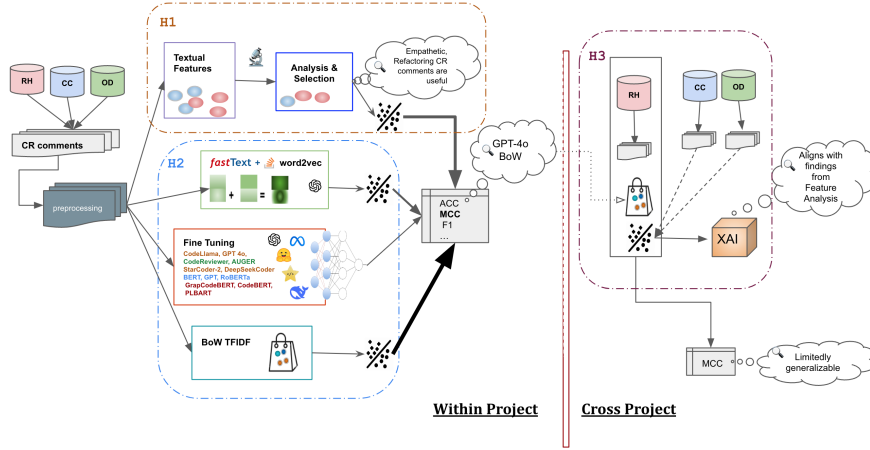 H1
RH
CC
OD
CR comments
preprocessing
Textual
Features
Analysis &
Selection
Empathetic,
Refactoring CR
comments are
useful
H2
fastText + word2vec
+ =
Fine Tuning
CodeLlama, GPT 4o,
CodeReviewer, AUGER
StarCoder-2, DeepSeekCoder
BERT, GPT, RoBERTa
GrapCodeBERT, CodeBERT,
PLBART
BoW TFIDF
ACC
MCC
F1
...
GPT-4o
BoW
Within Project
Cross Project
H3
RH
CC
OD
XAI
Aligns with
findings
from
Feature
Analysis
MCC
Limitedly
generalizable